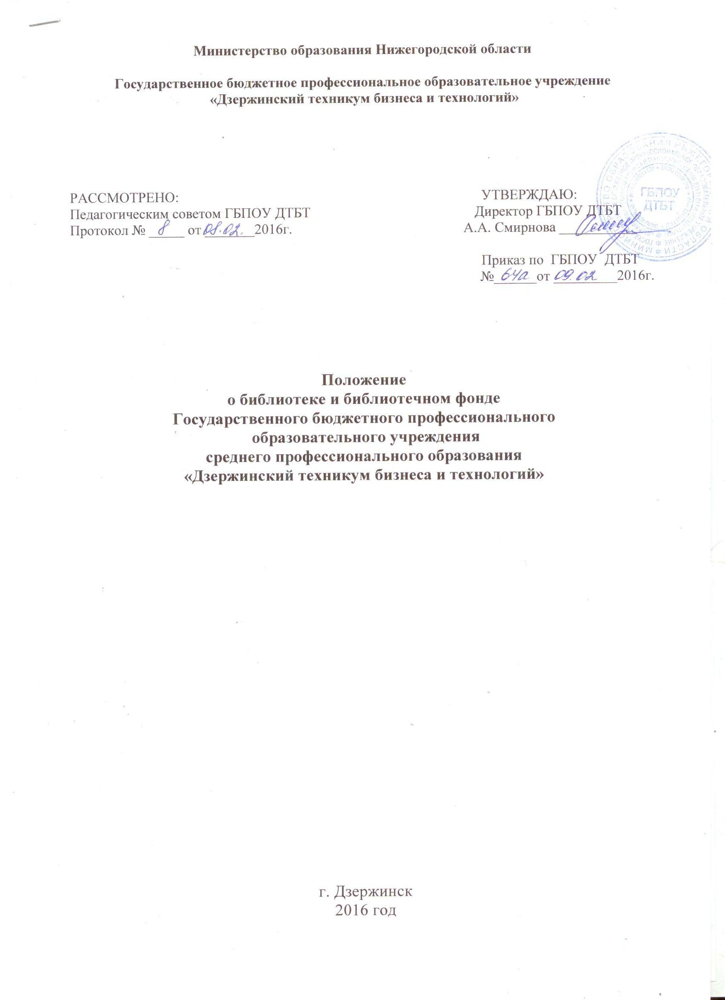 Министерство образования Нижегородской области
Государственное бюджетное профессиональное образовательное учреждение
«Дзержинский техникум бизнеса и технологий»
РАССМОТРЕНО:
Педагогическим советом ГБПОУ ДТБТ
Протокол № 8 от 08.02. 2016г.
УТВЕРЖДАЮ:
Директор ГБПОУ ДТБТ
А.А. Смирнова
Приказ по ГБПОУ ДТБТ
№ 64а от 09.02 2016г.
ГБПОУ
ДТБТ
Положение
о библиотеке и библиотечном фонде
Государственного бюджетного профессионального
образовательного учреждения
среднего профессионального образования
«Дзержинский техникум бизнеса и технологий»
г. Дзержинск
2016 год